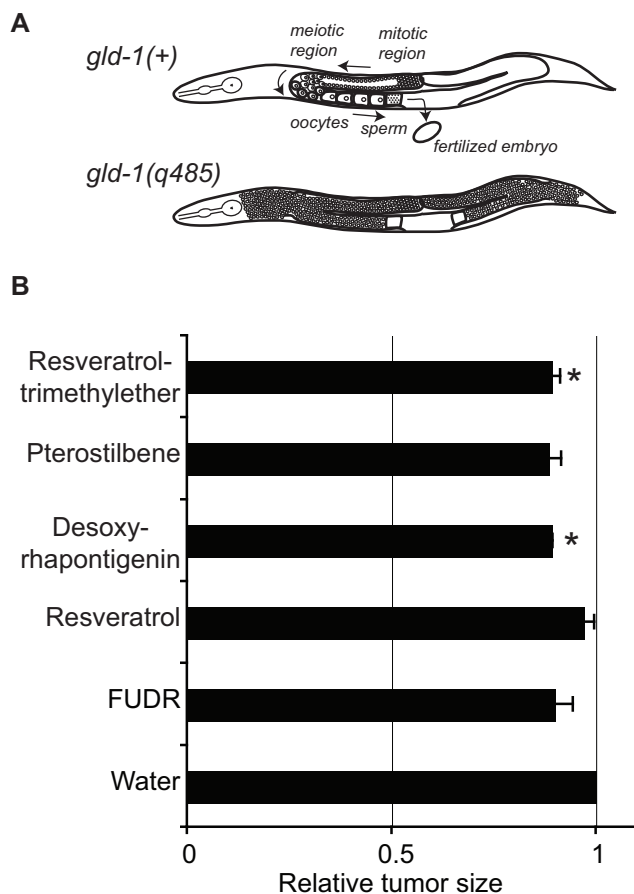 A
gld-1(+)
meiotic
region
mitotic
region
oocytes
sperm
fertilized embryo
gld-1(q485)
B
Resveratrol-
trimethylether
*
Pterostilbene
Desoxy-
rhapontigenin
*
Resveratrol
FUDR
Water
0 0.5 1
Relative tumor size